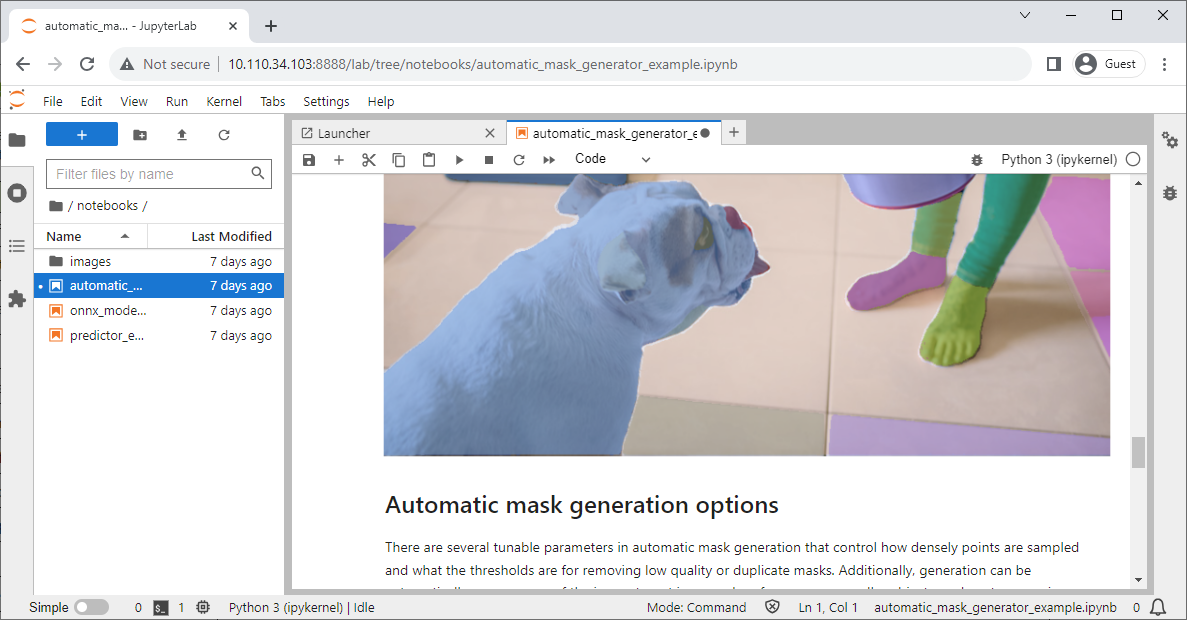 automatic_ma... - JupyterLab
Not secure
10.110.34.103:8888/lab/tree/notebooks/automatic_mask_generator_example.ipynb
Guest
File Edit View Run Kernel Tabs Settings Help
Launcher
automatic_mask_generator_e
Code
Python 3 (ipykernel)
Filter files by name
/ notebooks /
Name Last Modified
images 7 days ago
automatic_... 7 days ago
onnx_mode... 7 days ago
predictor_e... 7 days ago
Automatic mask generation options
There are several tunable parameters in automatic mask generation that control how densely points are sampled
and what the thresholds are for removing low quality or duplicate masks. Additionally, generation can be
Simple 0 $_ 1 Python 3 (ipykernel) | Idle Mode: Command Ln 1, Col 1 automatic_mask_generator_example.ipynb 0